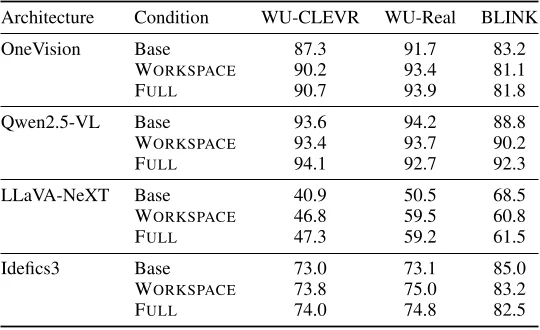 Architecture Condition WU-CLEVR WU-Real BLINK
OneVision Base 87.3 91.7 83.2
WORKSPACE 90.2 93.4 81.1
FULL 90.7 93.9 81.8
Qwen2.5-VL Base 93.6 94.2 88.8
WORKSPACE 93.4 93.7 90.2
FULL 94.1 92.7 92.3
LLaVA-NeXT Base 40.9 50.5 68.5
WORKSPACE 46.8 59.5 60.8
FULL 47.3 59.2 61.5
Idefics3 Base 73.0 73.1 85.0
WORKSPACE 73.8 75.0 83.2
FULL 74.0 74.8 82.5